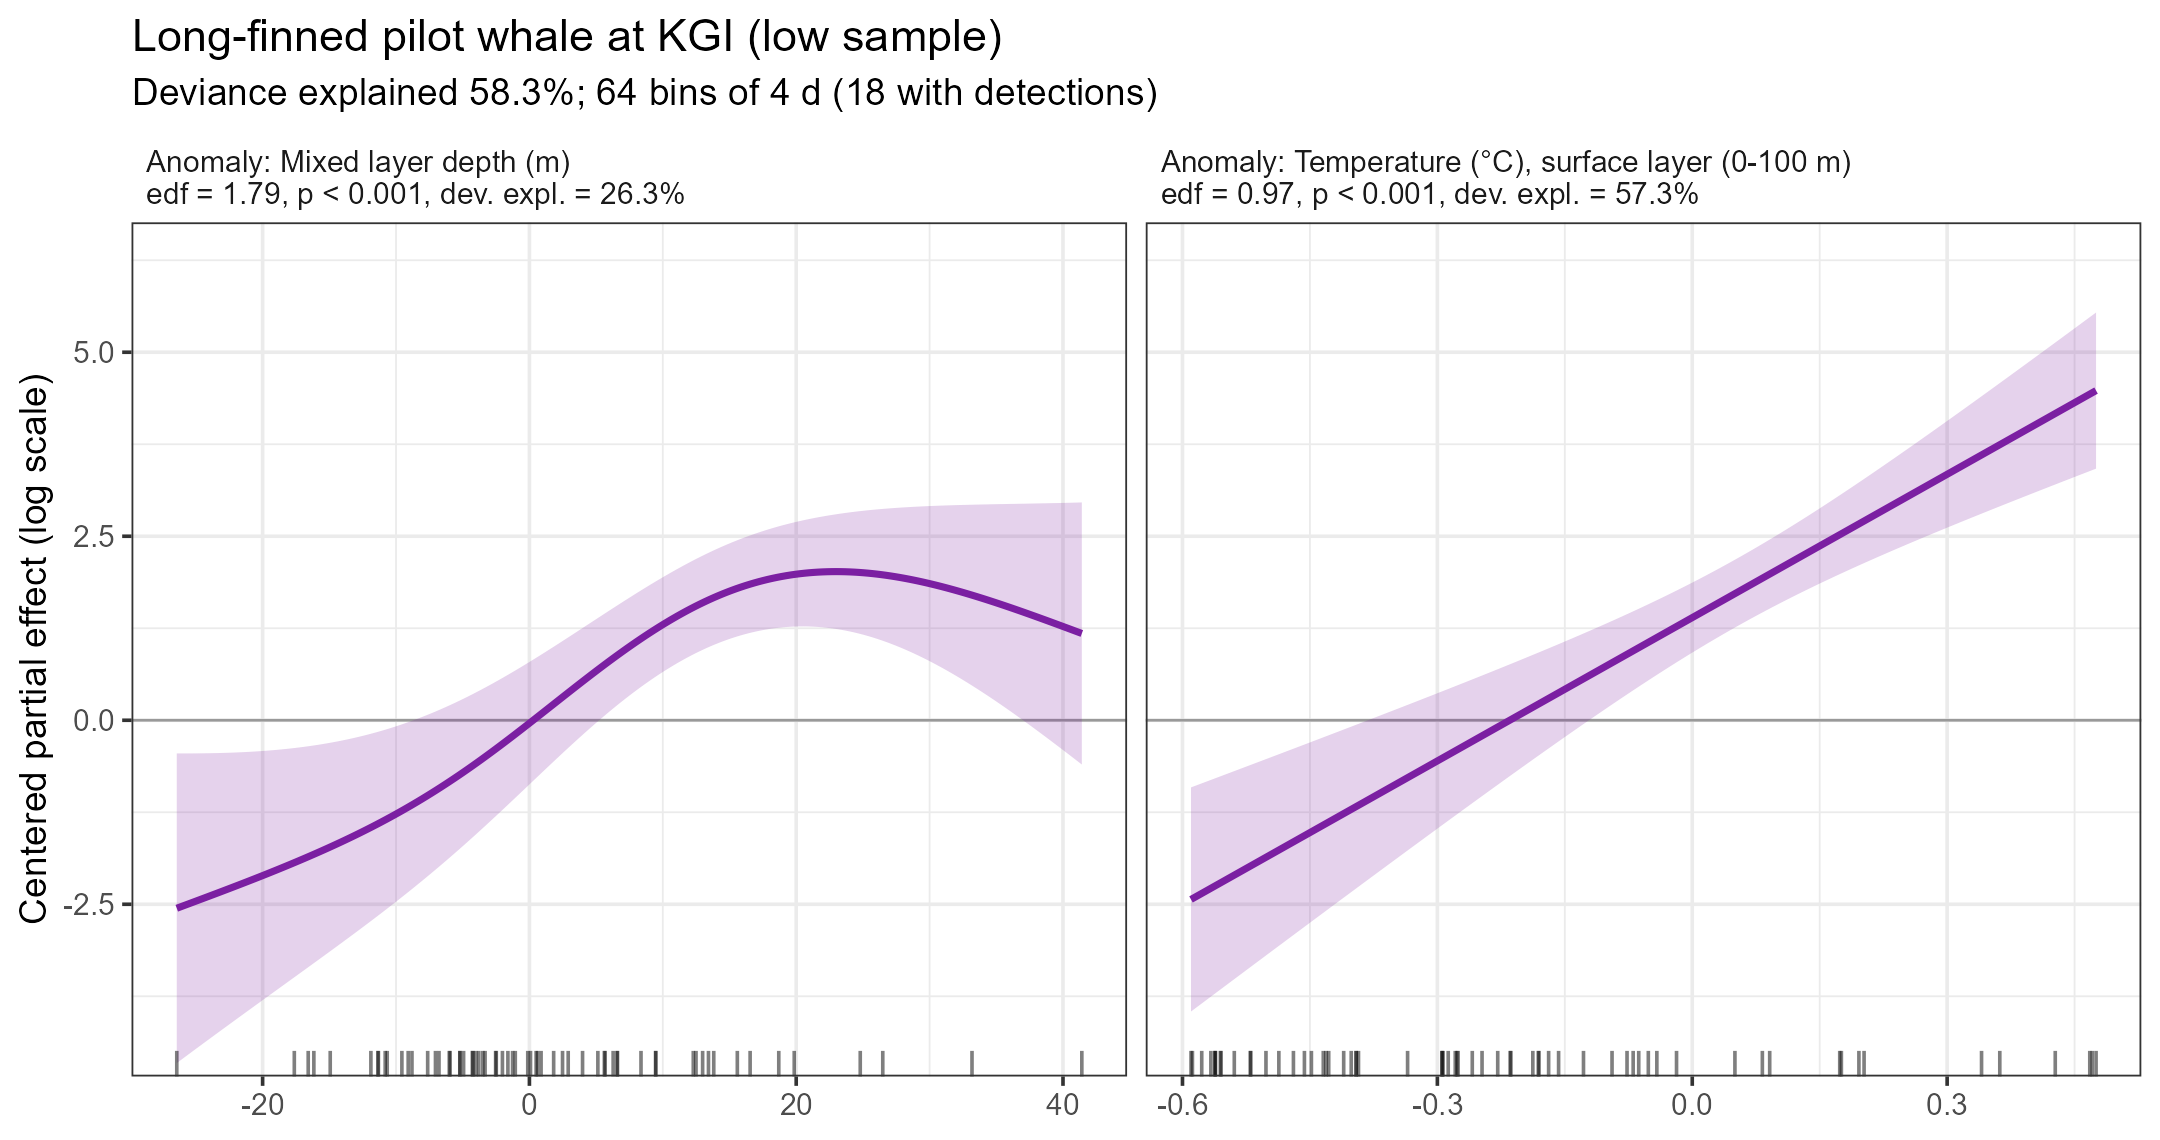 Long-finned pilot whale at KGI (low sample)
Deviance explained 58.3%; 64 bins of 4 d (18 with detections)
Anomaly: Mixed layer depth (m)
edf = 1.79, p < 0.001, dev. expl. = 26.3%
Anomaly: Temperature (°C), surface layer (0-100 m)
edf = 0.97, p < 0.001, dev. expl. = 57.3%
Centered partial effect (log scale)
5.0
2.5
0.0
-2.5
-20 0 20 40
-0.6 -0.3 0.0 0.3